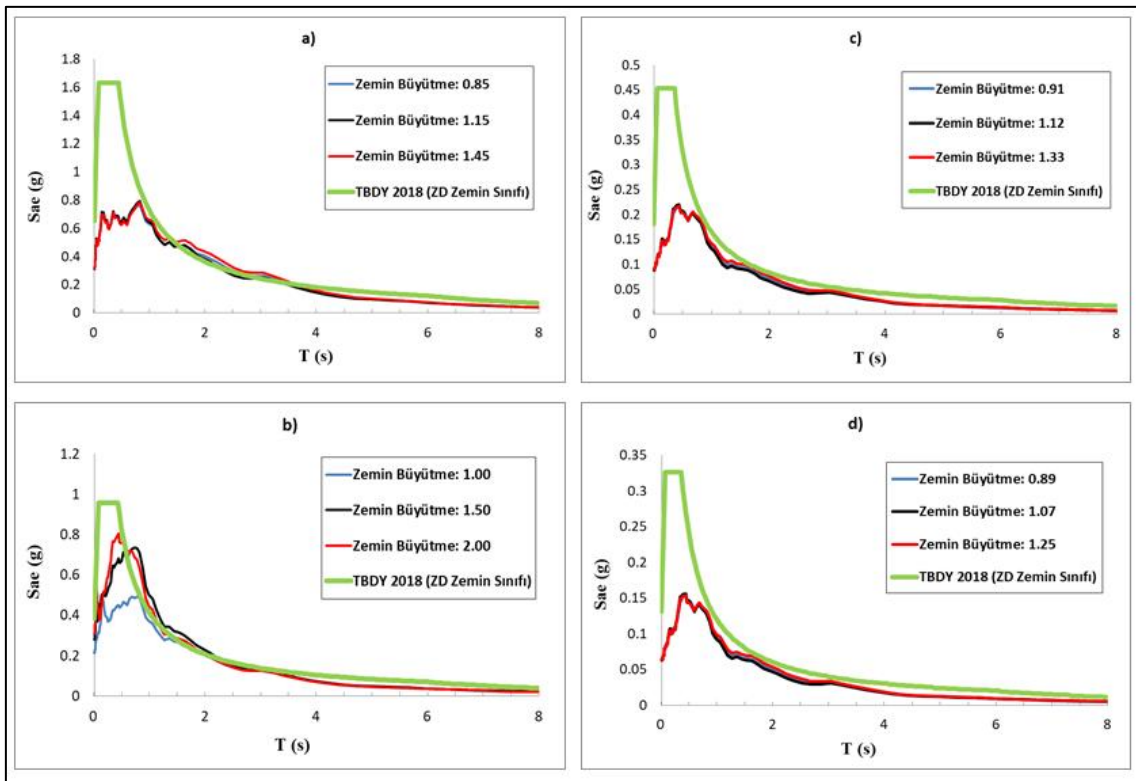 a)
1.8
1.6
1.4
1.2
1
0.8
0.6
0.4
0.2
0
Sae (g)
Zemin Büyütme: 0.85
Zemin Büyütme: 1.15
Zemin Büyütme: 1.45
TBDY 2018 (ZD Zemin Sınıfı)
0 2 4 6 8
T (s)
c)
0.5
0.45
0.4
0.35
0.3
0.25
0.2
0.15
0.1
0.05
0
Sae (g)
Zemin Büyütme: 0.91
Zemin Büyütme: 1.12
Zemin Büyütme: 1.33
TBDY 2018 (ZD Zemin Sınıfı)
0 2 4 6 8
T (s)
b)
1.2
1
0.8
0.6
0.4
0.2
0
Sae (g)
Zemin Büyütme: 1.00
Zemin Büyütme: 1.50
Zemin Büyütme: 2.00
TBDY 2018 (ZD Zemin Sınıfı)
0 2 4 6 8
T (s)
d)
0.35
0.3
0.25
0.2
0.15
0.1
0.05
0
Sae (g)
Zemin Büyütme: 0.89
Zemin Büyütme: 1.07
Zemin Büyütme: 1.25
TBDY 2018 (ZD Zemin Sınıfı)
0 2 4 6 8
T (s)